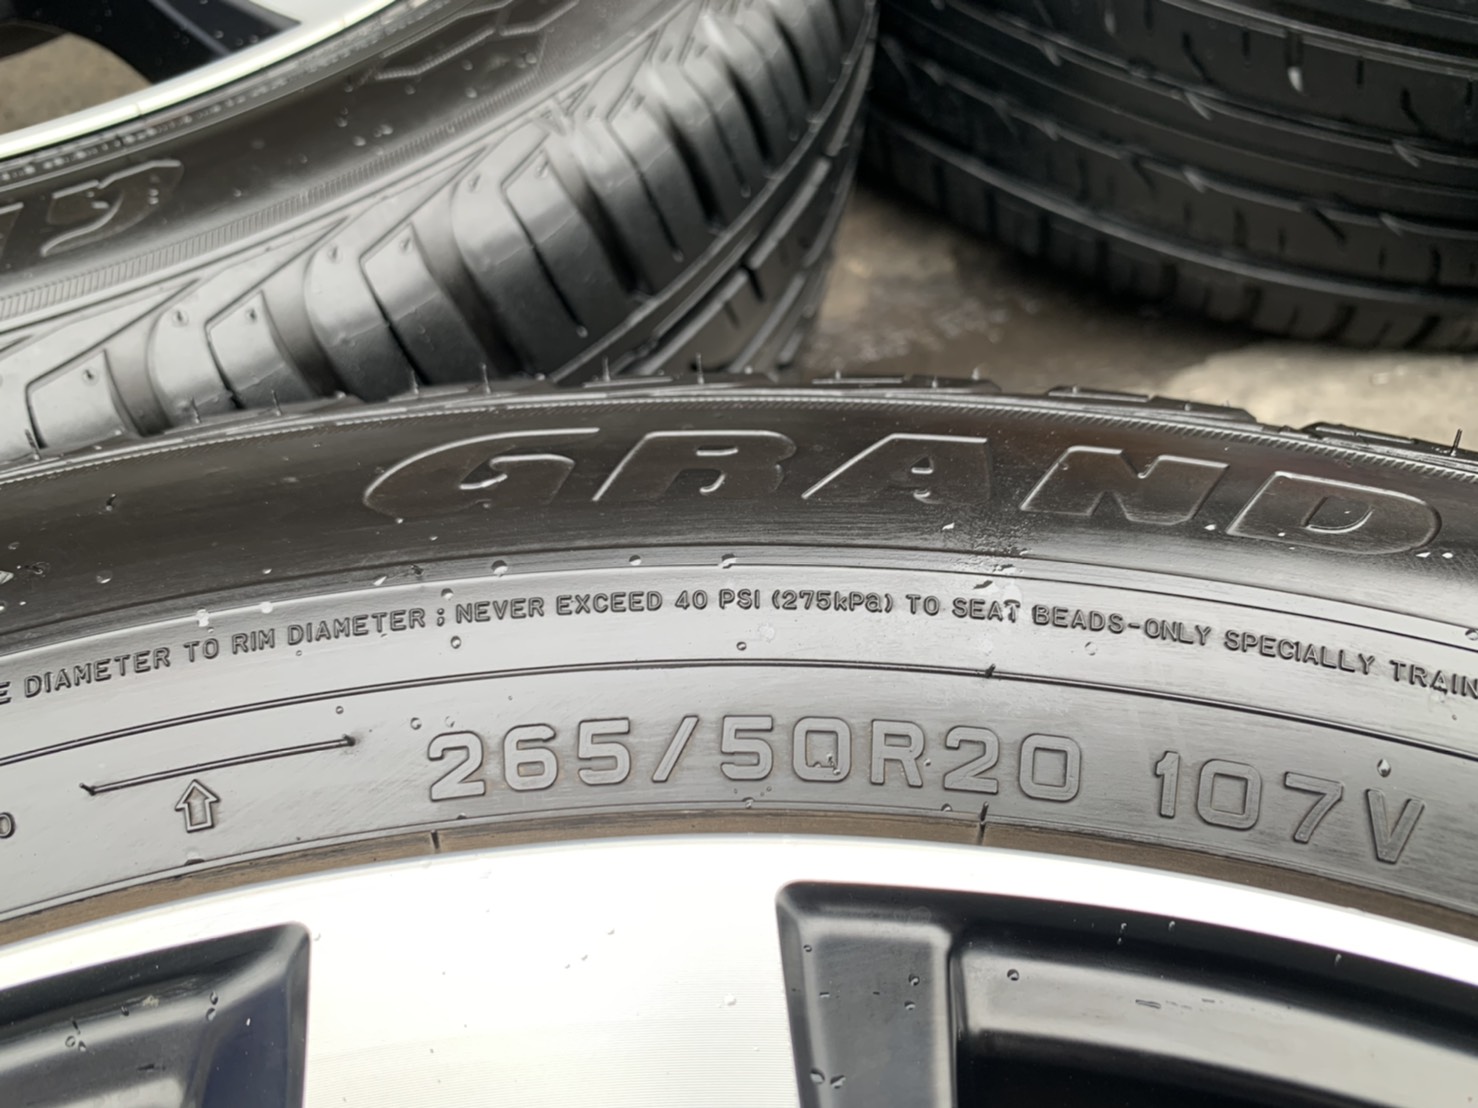 GRAND
DIAMETER TO RIM DIAMETER ; NEVER EXCEED 40 PSI (275kPa) TO SEAT BEADS-ONLY SPECIALLY TRAIN
265/50R20 107V